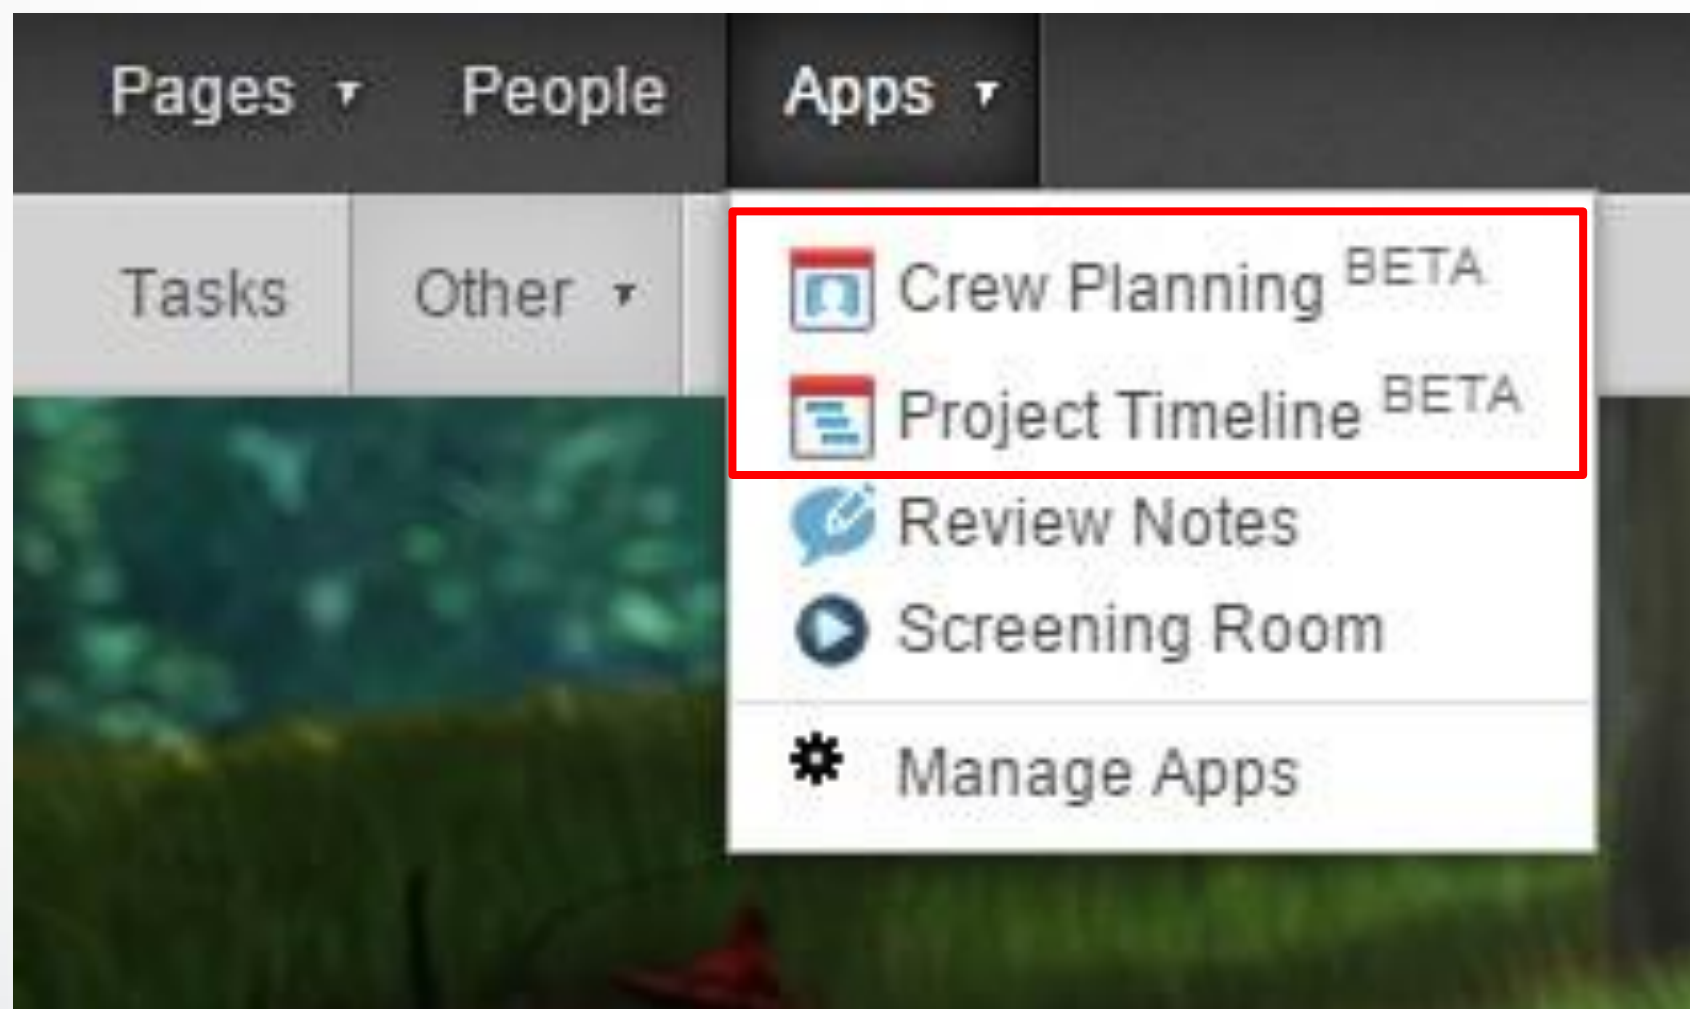 Pages People Apps
Tasks Other
Crew Planning BETA
Project Timeline BETA
Review Notes
Screening Room
Manage Apps